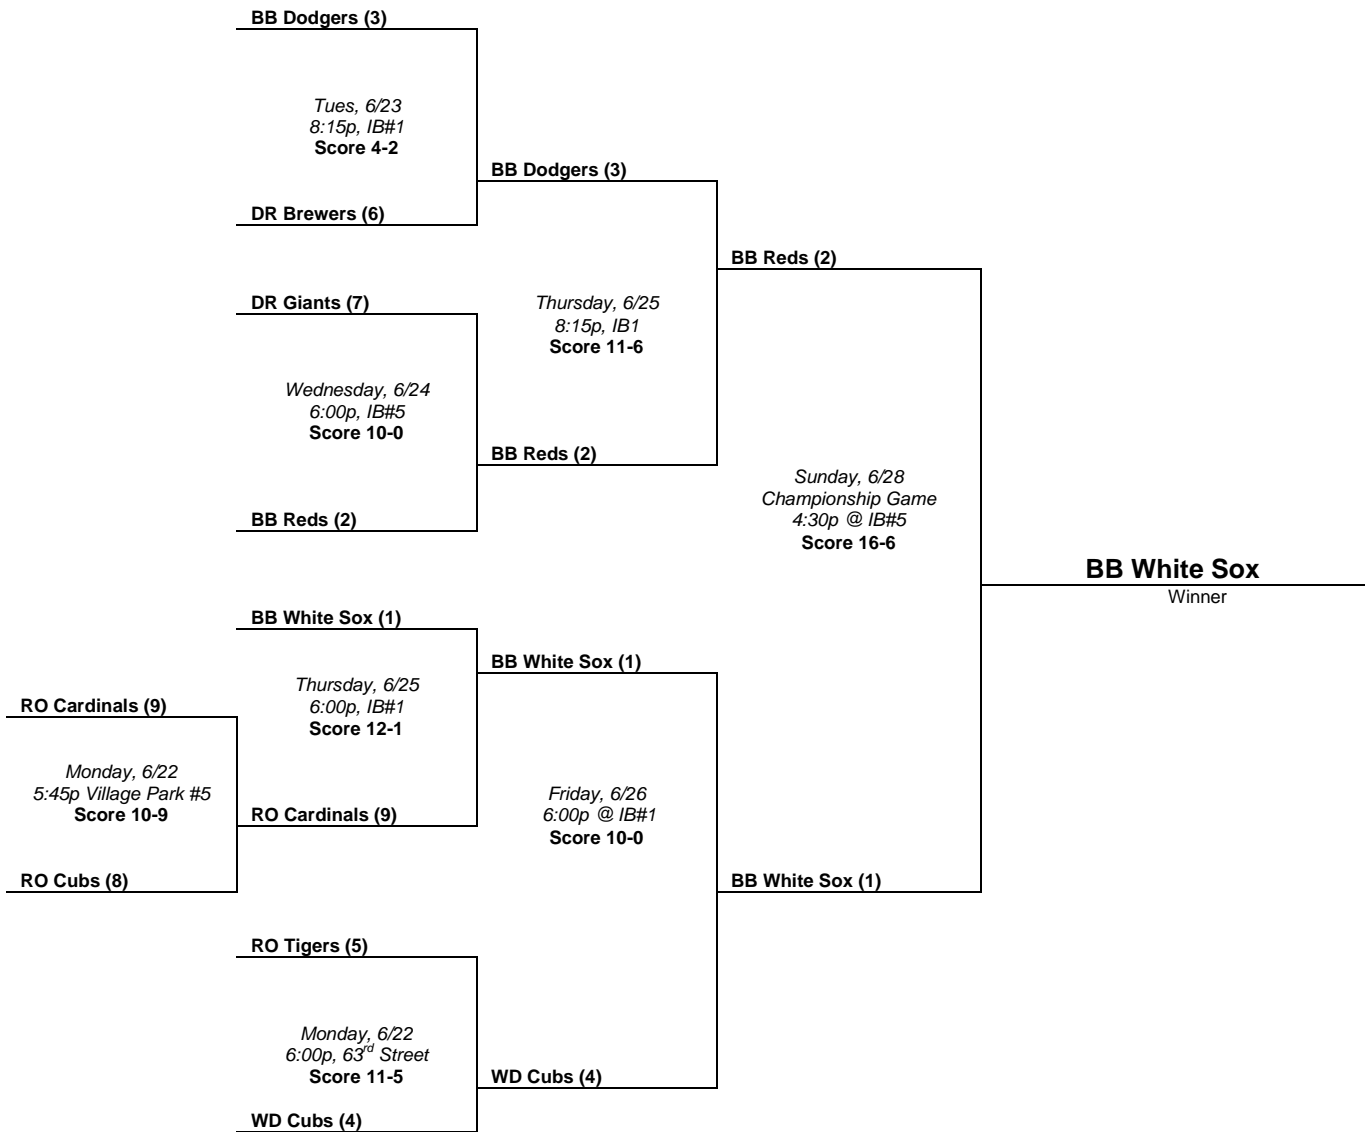 BB Dodgers (3)
Tues, 6/23
8:15p, IB#1
Score 4-2
DR Brewers (6)
BB Dodgers (3)
DR Giants (7)
Wednesday, 6/24
6:00p, IB#5
Score 10-0
BB Reds (2)
BB Reds (2)
Thursday, 6/25
8:15p, IB1
Score 11-6
BB Reds (2)
Sunday, 6/28
Championship Game
4:30p @ IB#5
Score 16-6
BB White Sox
Winner
BB White Sox (1)
Thursday, 6/25
6:00p, IB#1
Score 12-1
RO Cardinals (9)
BB White Sox (1)
RO Cardinals (9)
Monday, 6/22
5:45p Village Park #5
Score 10-9
RO Cubs (8)
Friday, 6/26
6:00p @ IB#1
Score 10-0
BB White Sox (1)
RO Tigers (5)
Monday, 6/22
6:00p, 63rd Street
Score 11-5
WD Cubs (4)
WD Cubs (4)